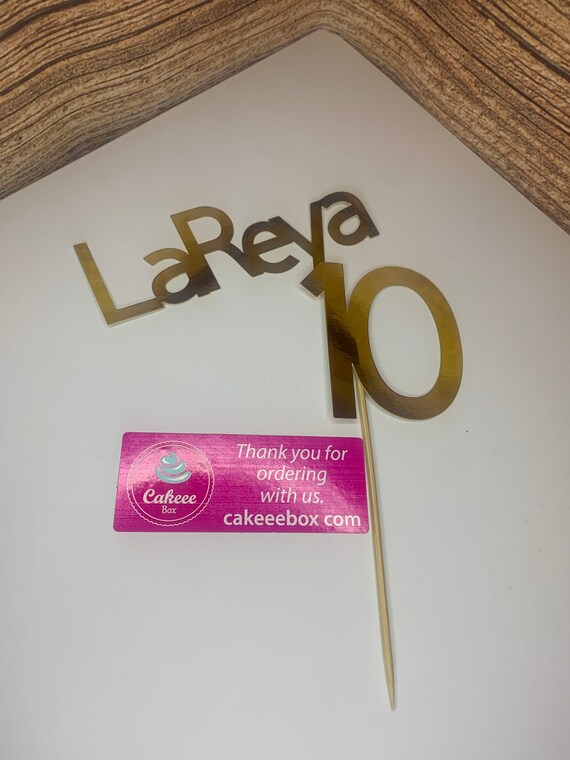 LaReya
10
Cakeee
Box
Thank you for
ordering
with us,
cakeeebox com